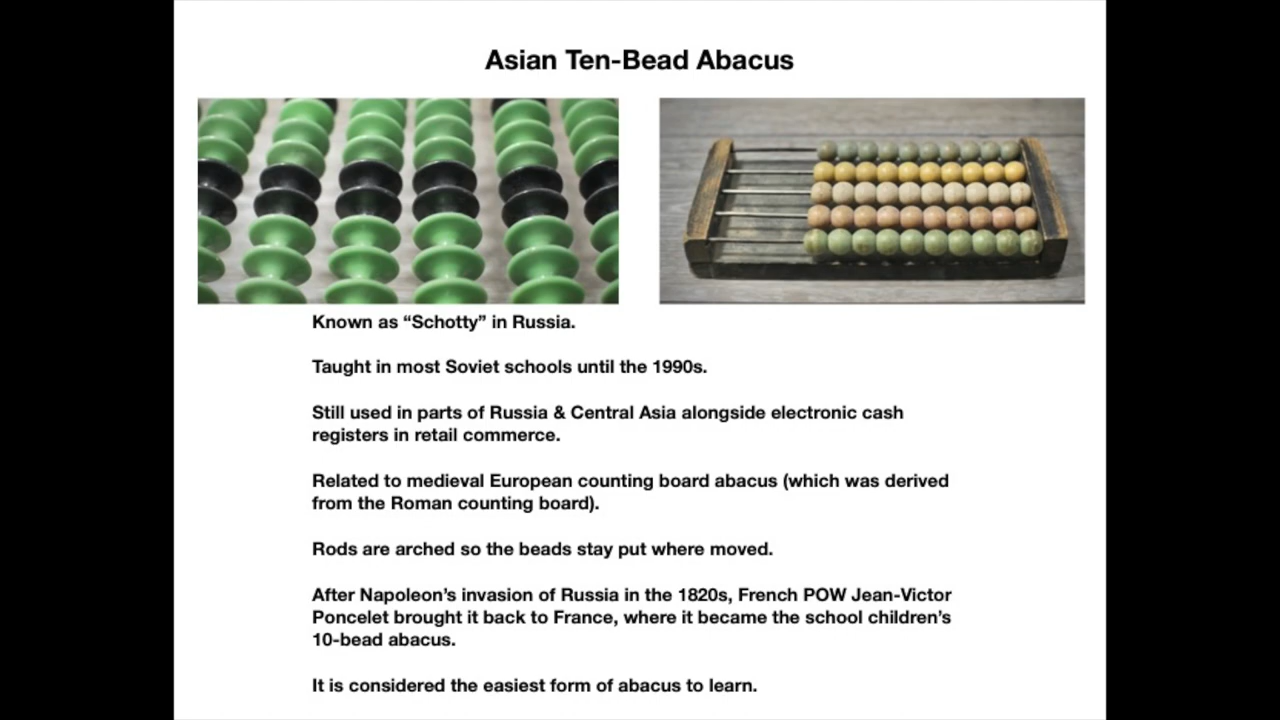 Asian Ten-Bead Abacus
Known as “Schotty” in Russia.
Taught in most Soviet schools until the 1990s.
Still used in parts of Russia & Central Asia alongside electronic cash
registers in retail commerce.
Related to medieval European counting board abacus (which was derived
from the Roman counting board).
Rods are arched so the beads stay put where moved.
After Napoleon’s invasion of Russia in the 1820s, French POW Jean-Victor
Poncelet brought it back to France, where it became the school children’s
10-bead abacus.
It is considered the easiest form of abacus to learn.